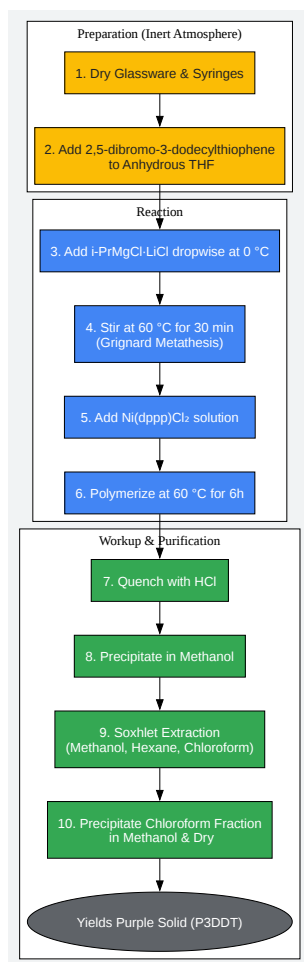 Preparation (Inert Atmosphere)
1. Dry Glassware & Syringes
2. Add 2,5-dibromo-3-dodecylthiophene
to Anhydrous THF
Reaction
3. Add i-PrMgCl·LiCl dropwise at 0 °C
4. Stir at 60 °C for 30 min
(Grignard Metathesis)
5. Add Ni(dppp)Cl₂ solution
6. Polymerize at 60 °C for 6h
Workup & Purification
7. Quench with HCl
8. Precipitate in Methanol
9. Soxhlet Extraction
(Methanol, Hexane, Chloroform)
10. Precipitate Chloroform Fraction
in Methanol & Dry
Yields Purple Solid (P3DDT)